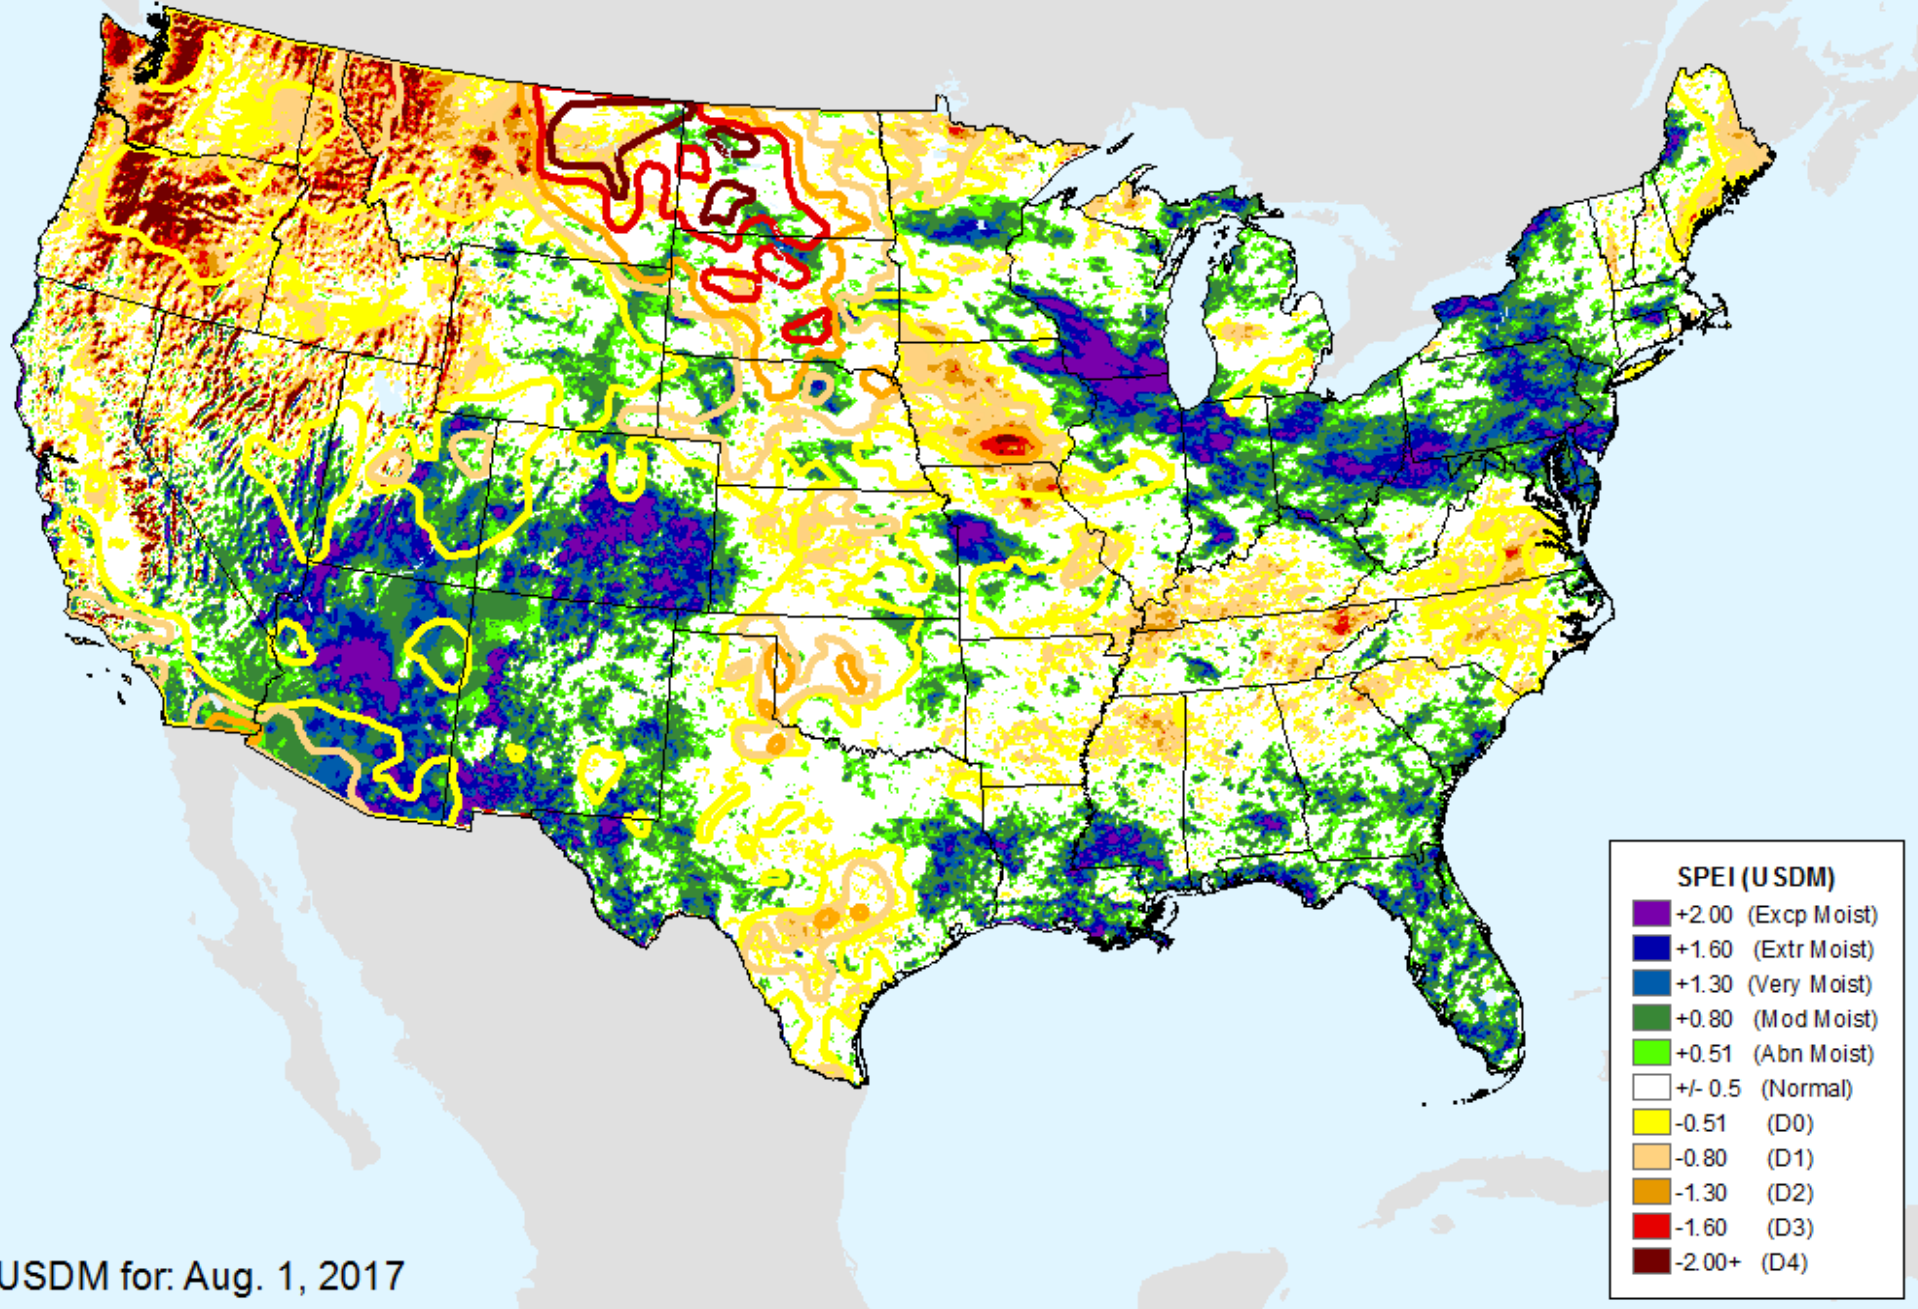 SPEI (USDM)
+2.00 (Excp Moist)
+1.60 (Extr Moist)
+1.30 (Very Moist)
+0.80 (Mod Moist)
+0.51 (Abn Moist)
+/- 0.5 (Normal)
-0.51 (D0)
-0.80 (D1)
-1.30 (D2)
-1.60 (D3)
-2.00+ (D4)
USDM for: Aug. 1, 2017